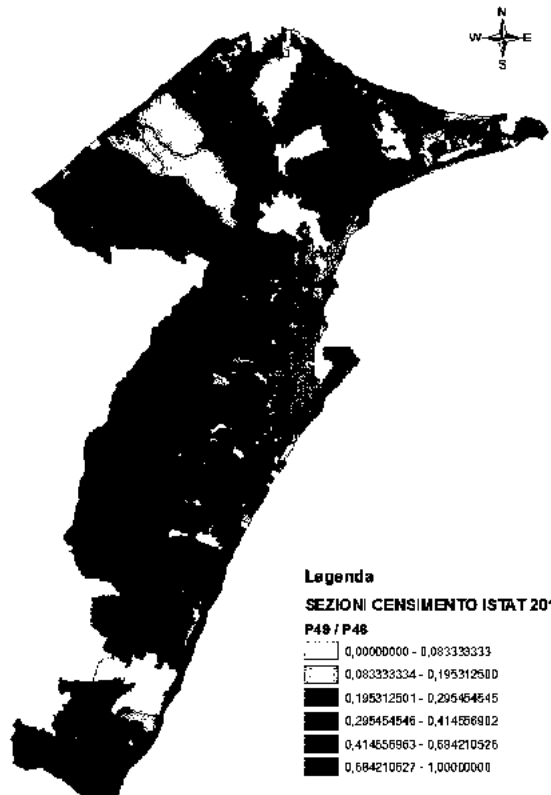 N
W E
S
Legenda
SEZIONI CENSIMENTO ISTAT 201
P49 / P46
0,00000000 - 0,083333333
0,083333334 - 0,195312500
0,195312501 - 0,295454545
0,295454546 - 0,414556962
0,414556963 - 0,684210526
0,684210527 - 1,00000000